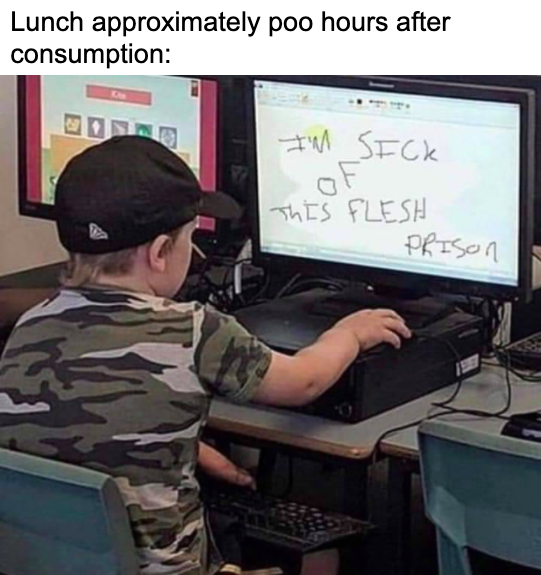 Lunch approximately poo hours after
consumption:
I'M SICK
OF
THIS FLESH
PRISON